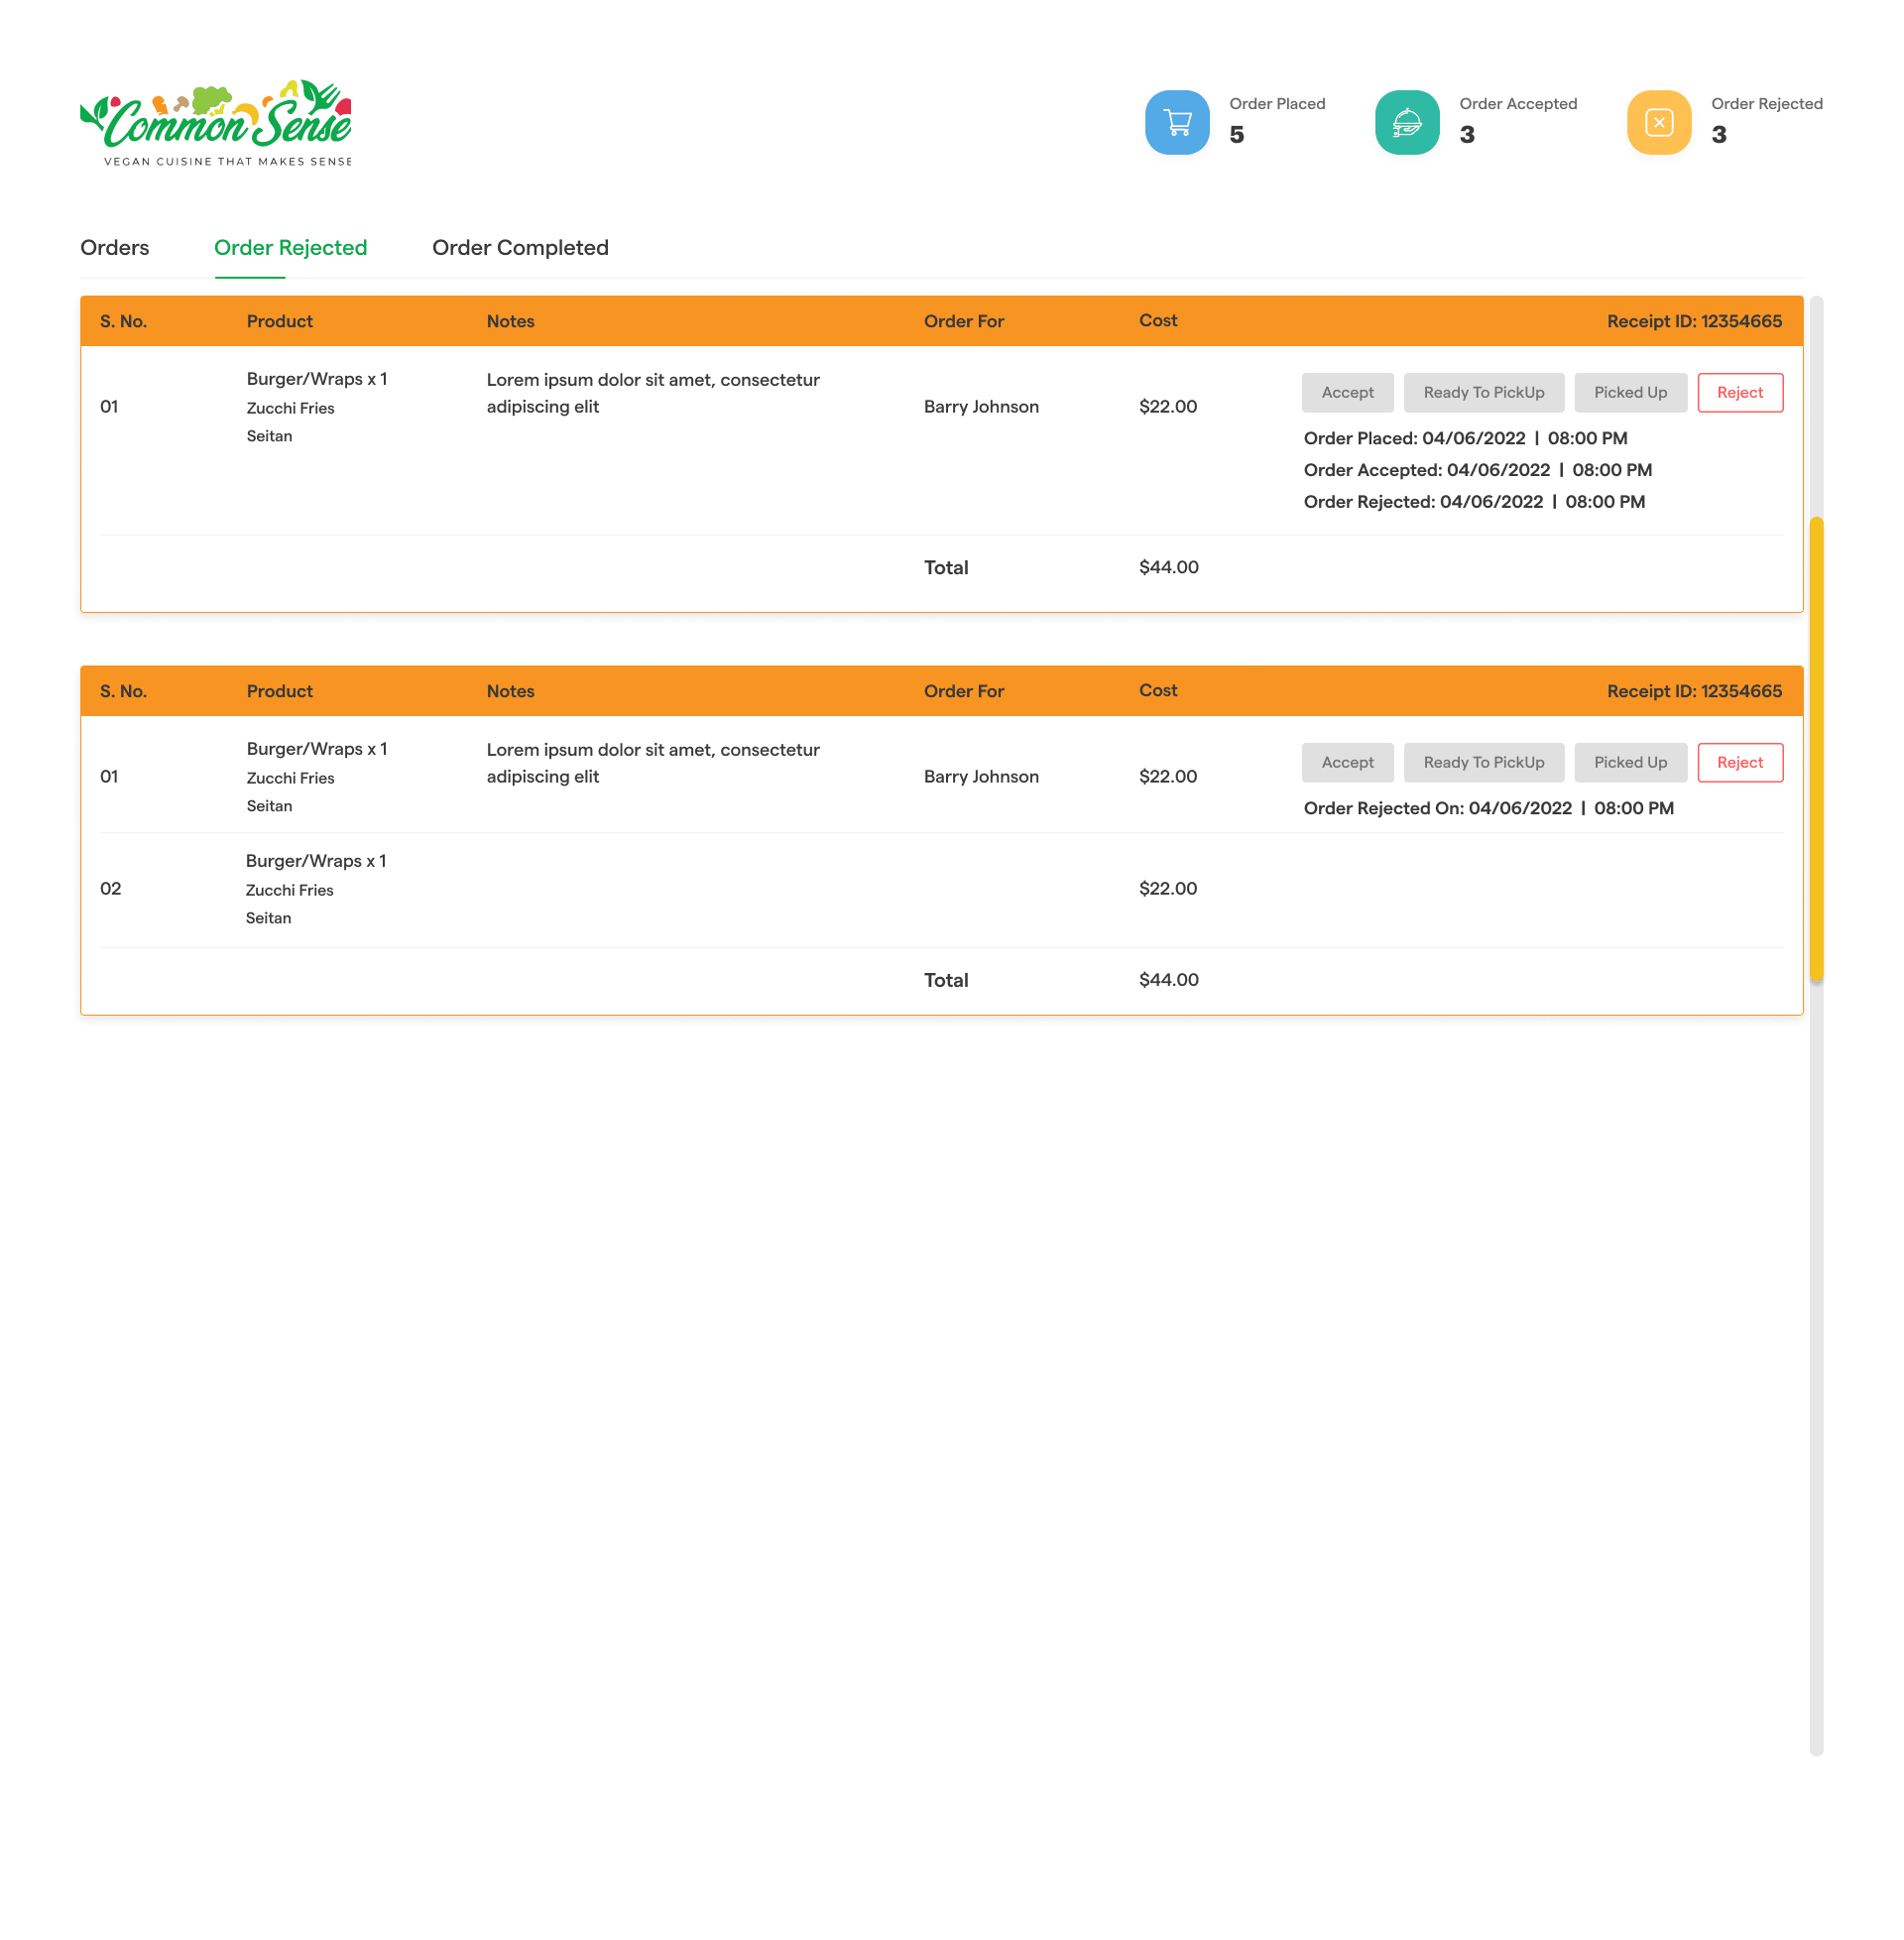 Common Sense
VEGAN CUISINE THAT MAKES SENSE
Order Placed
5
Order Accepted
3
Order Rejected
3
Orders Order Rejected Order Completed
S. No. Product Notes Order For Cost Receipt ID: 12354665
01
Burger/Wraps x 1
Zucchi Fries
Seitan
Lorem ipsum dolor sit amet, consectetur
adipiscing elit
Barry Johnson
$22.00
Accept Ready To PickUp Picked Up Reject
Order Placed: 04/06/2022 | 08:00 PM
Order Accepted: 04/06/2022 | 08:00 PM
Order Rejected: 04/06/2022 | 08:00 PM
Total $44.00
S. No. Product Notes Order For Cost Receipt ID: 12354665
01
Burger/Wraps x 1
Zucchi Fries
Seitan
Lorem ipsum dolor sit amet, consectetur
adipiscing elit
Barry Johnson
$22.00
Accept Ready To PickUp Picked Up Reject
Order Rejected On: 04/06/2022 | 08:00 PM
02
Burger/Wraps x 1
Zucchi Fries
Seitan
$22.00
Total $44.00